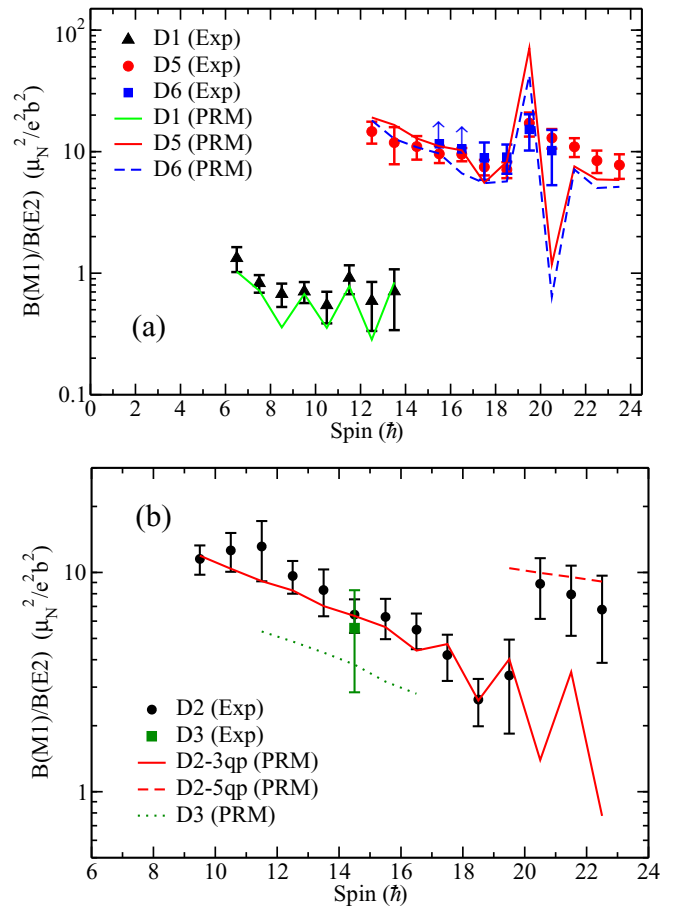 10²
10
1
0.1
B(M1)/B(E2) (μ_N²/e²b²)
D1 (Exp)
D5 (Exp)
D6 (Exp)
D1 (PRM)
D5 (PRM)
D6 (PRM)
(a)
0 2 4 6 8 10 12 14 16 18 20 22 24
Spin (ħ)
(b)
10
1
B(M1)/B(E2) (μ_N²/e²b²)
D2 (Exp)
D3 (Exp)
D2-3qp (PRM)
D2-5qp (PRM)
D3 (PRM)
6 8 10 12 14 16 18 20 22 24
Spin (ħ)